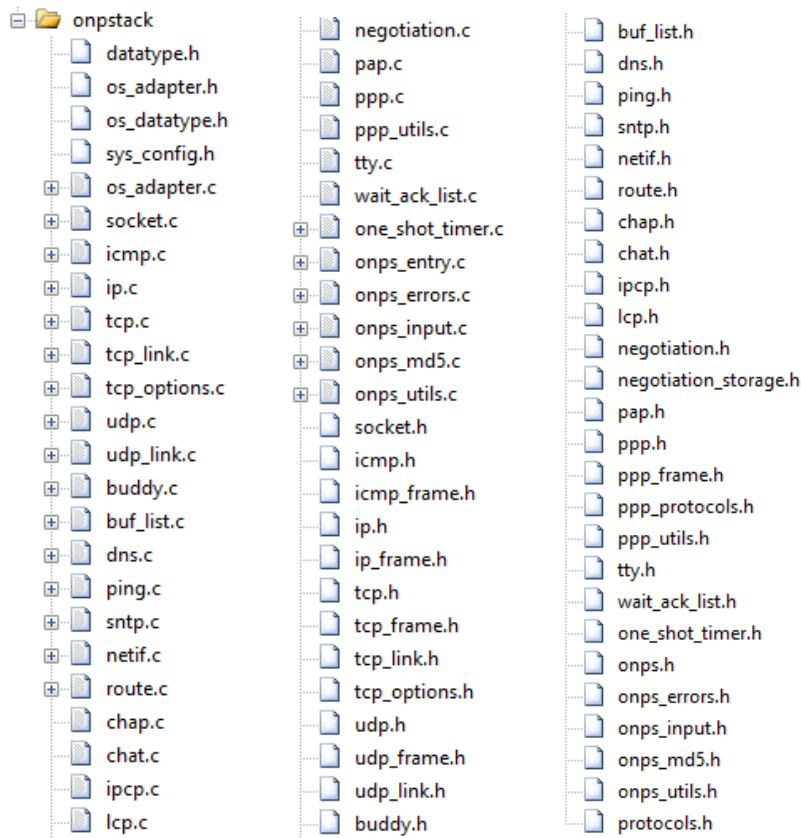 onpstack
datatype.h
os_adapter.h
os_datatype.h
sys_config.h
os_adapter.c
socket.c
icmp.c
ip.c
tcp.c
tcp_link.c
tcp_options.c
udp.c
udp_link.c
buddy.c
buf_list.c
dns.c
ping.c
sntp.c
netif.c
route.c
chap.c
chat.c
ipcp.c
lcp.c
negotiation.c
pap.c
ppp.c
ppp_utils.c
tty.c
wait_ack_list.c
one_shot_timer.c
onps_entry.c
onps_errors.c
onps_input.c
onps_md5.c
onps_utils.c
socket.h
icmp.h
icmp_frame.h
ip.h
ip_frame.h
tcp.h
tcp_frame.h
tcp_link.h
tcp_options.h
udp.h
udp_frame.h
udp_link.h
buddy.h
buf_list.h
dns.h
ping.h
sntp.h
netif.h
route.h
chap.h
chat.h
ipcp.h
lcp.h
negotiation.h
negotiation_storage.h
pap.h
ppp.h
ppp_frame.h
ppp_protocols.h
ppp_utils.h
tty.h
wait_ack_list.h
one_shot_timer.h
onps.h
onps_errors.h
onps_input.h
onps_md5.h
onps_utils.h
protocols.h